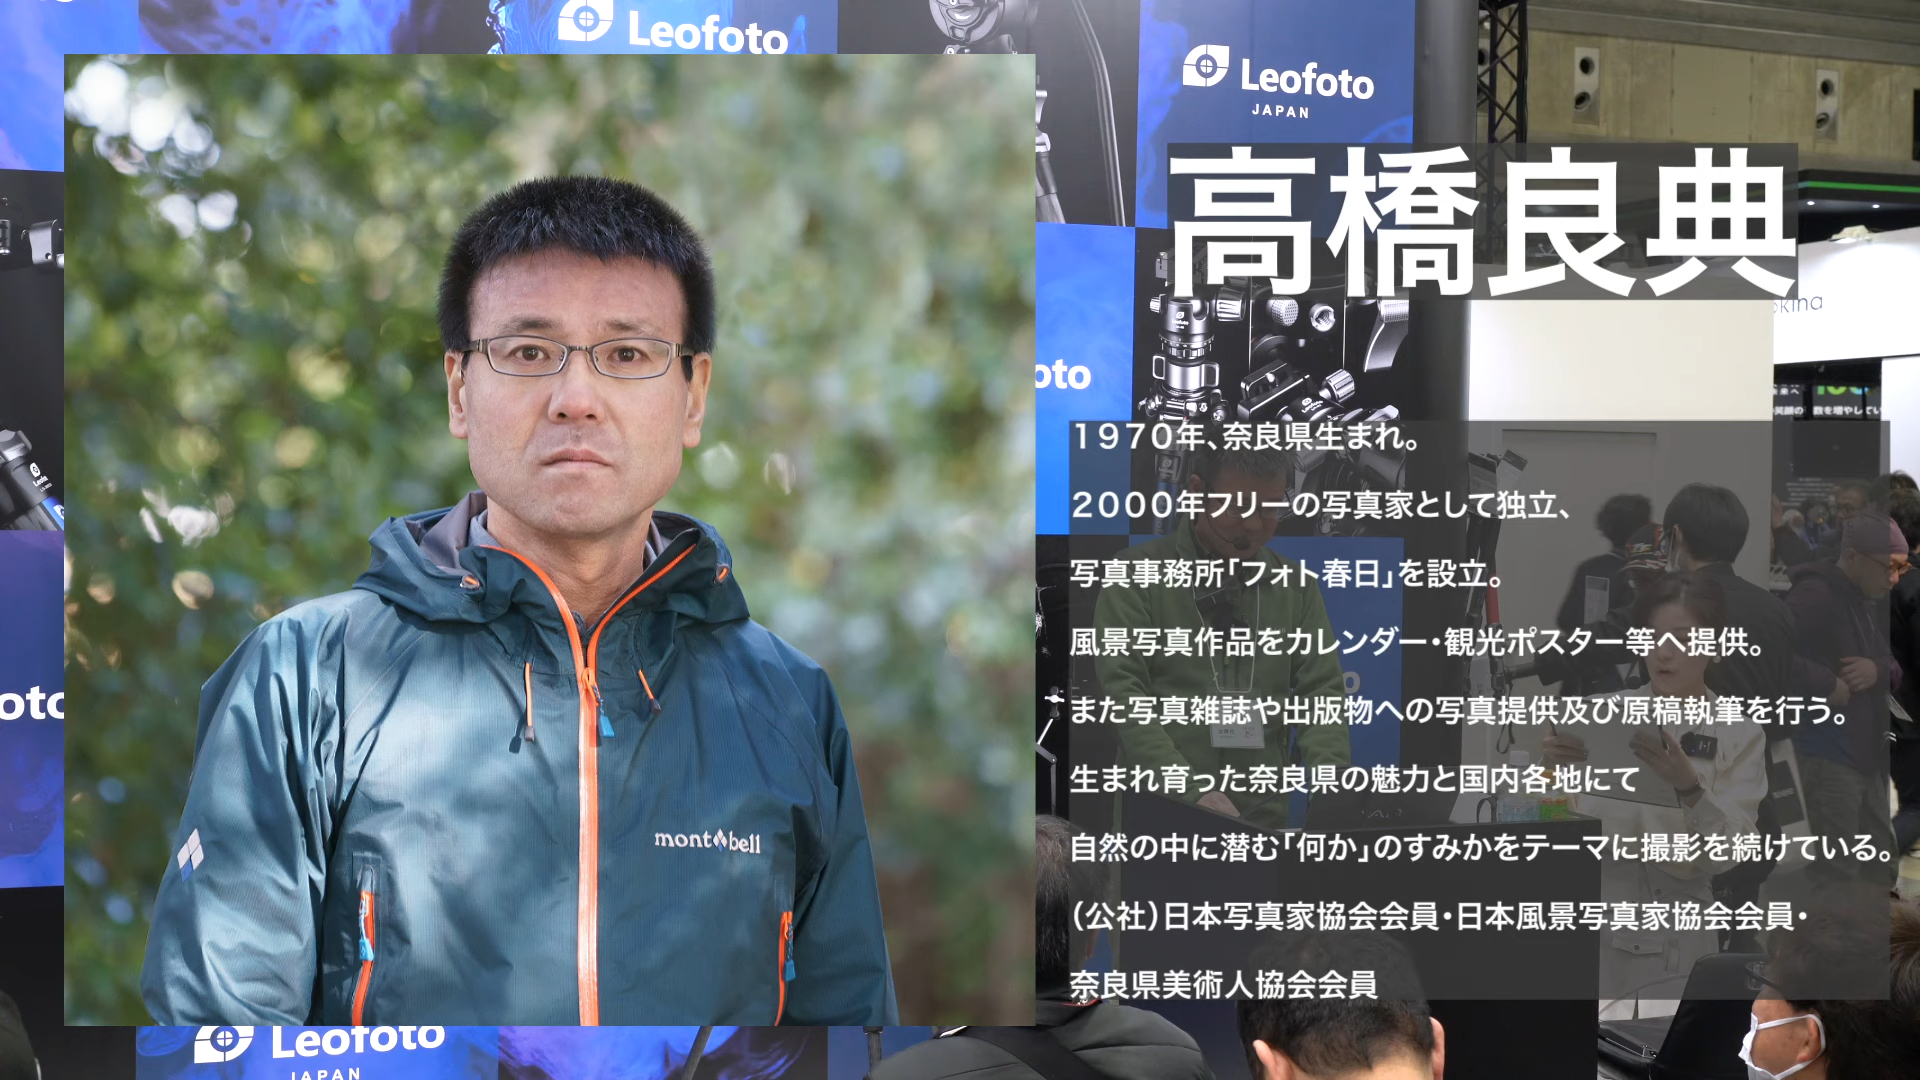 Leofoto
Leofoto
JAPAN
高橋良典
kina
oto
1970年、奈良県生まれ。
2000年フリーの写真家として独立、
写真事務所「フォト春日」を設立。
風景写真作品をカレンダー・観光ポスター等へ提供。
また写真雑誌や出版物への写真提供及び原稿執筆を行う。
生まれ育った奈良県の魅力と国内各地にて
自然の中に潜む「何か」のすみかをテーマに撮影を続けている。
(公社)日本写真家協会会員・日本風景写真家協会会員・
奈良県美術人協会会員
mont bell
oto
Leofoto
JAPAN